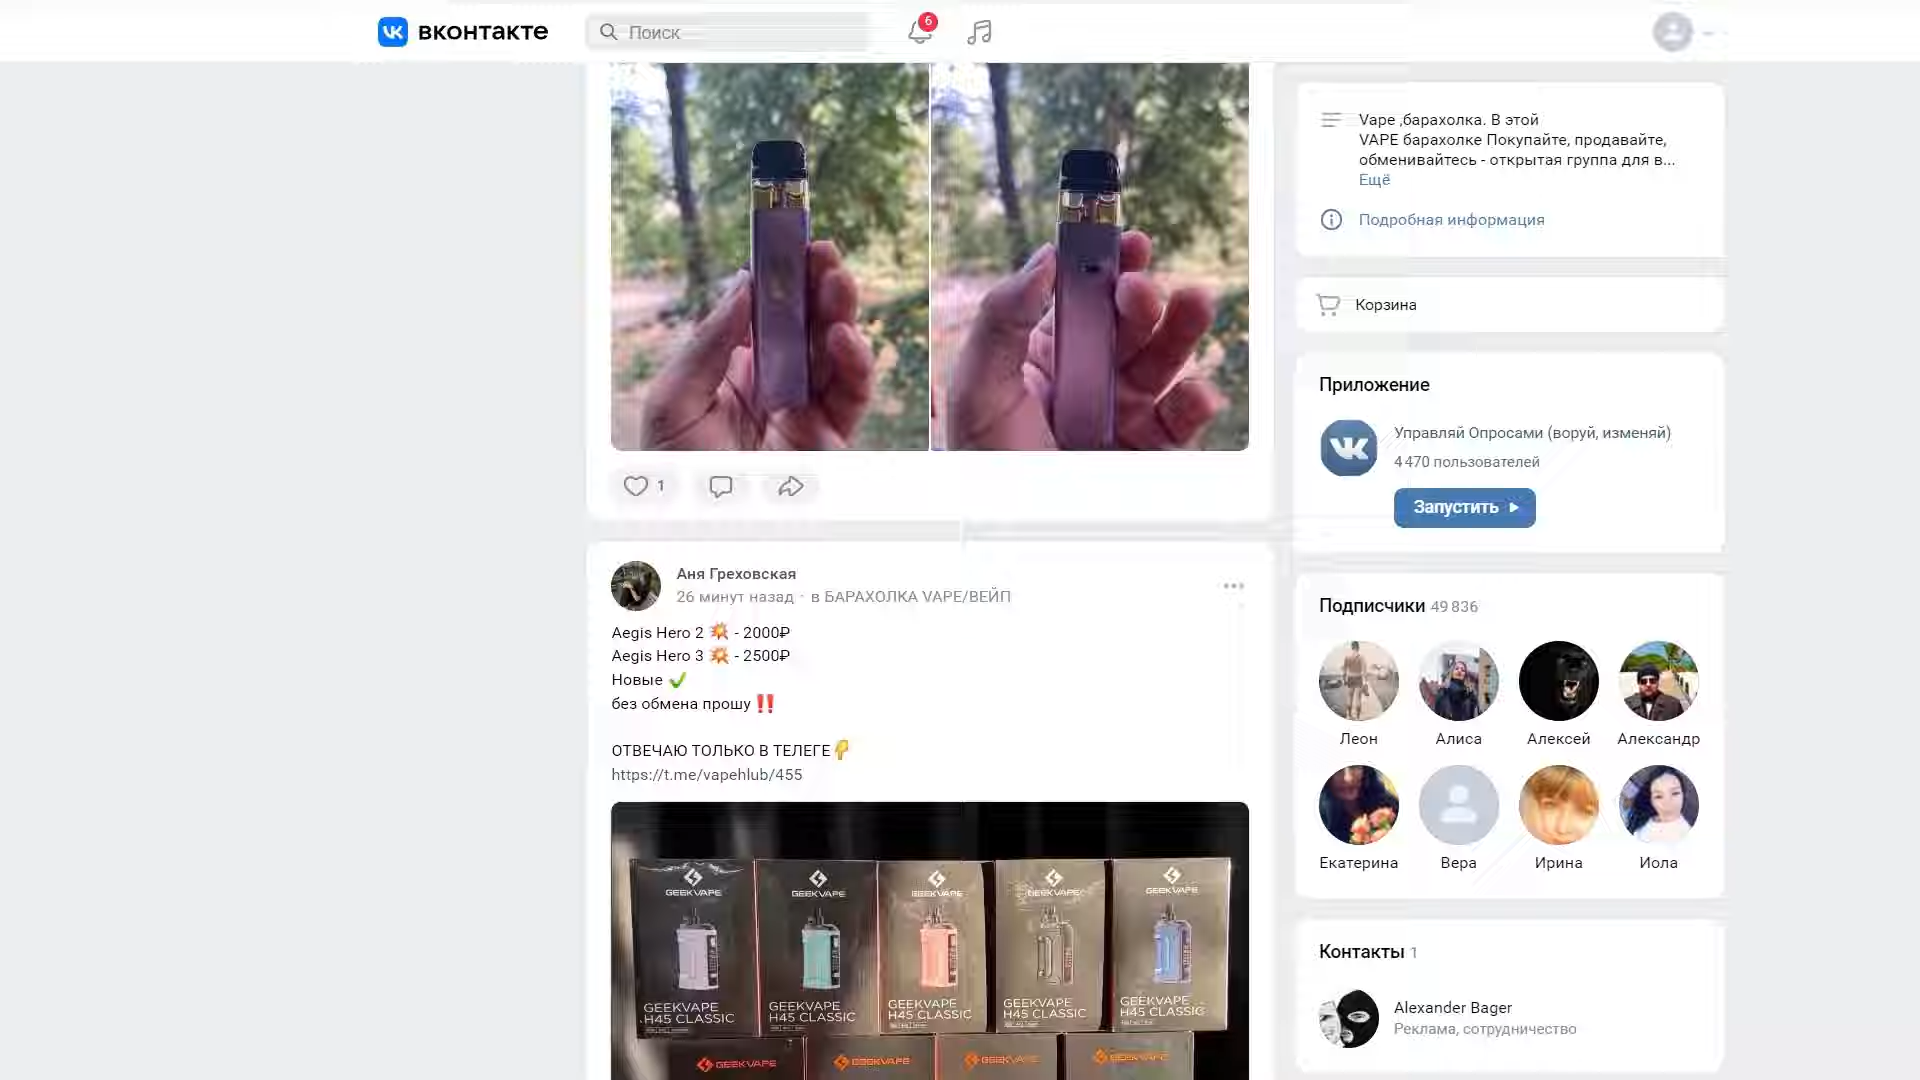 вконтакте
Поиск
6
1
Аня Греховская
26 минут назад · в БАРАХОЛКА VAPE/ВЕЙП
Aegis Hero 2 💥 - 2000₽
Aegis Hero 3 💥 - 2500₽
Новые ✔
без обмена прошу ‼
ОТВЕЧАЮ ТОЛЬКО В ТЕЛЕГЕ👇
https://t.me/vapehlub/455
GEEKVAPE
GEEKVAPE
GEEKVAPE
GEEKVAPE
GEEKVAPE
GEEKVAPE
H45 CLASSIC
GEEKVAPE
H45 CLASSIC
GEEKVAPE
H45 CLASSIC
GEEKVAPE
H45 CLASSIC
GEEKVAPE
H45 CLASSIC
GEEKVAPE
GEEKVAPE
GEEKVAPE
GEEKVAPE
Vape ,барахолка. В этой
VAPE барахолке Покупайте, продавайте,
обменивайтесь - открытая группа для в...
Ещё
Подробная информация
Корзина
Приложение
Управляй Опросами (воруй, изменяй)
4 470 пользователей
Запустить
Подписчики 49 836
Леон
Алиса
Алексей
Александр
Екатерина
Вера
Ирина
Иола
Контакты 1
Alexander Bager
Реклама, сотрудничество